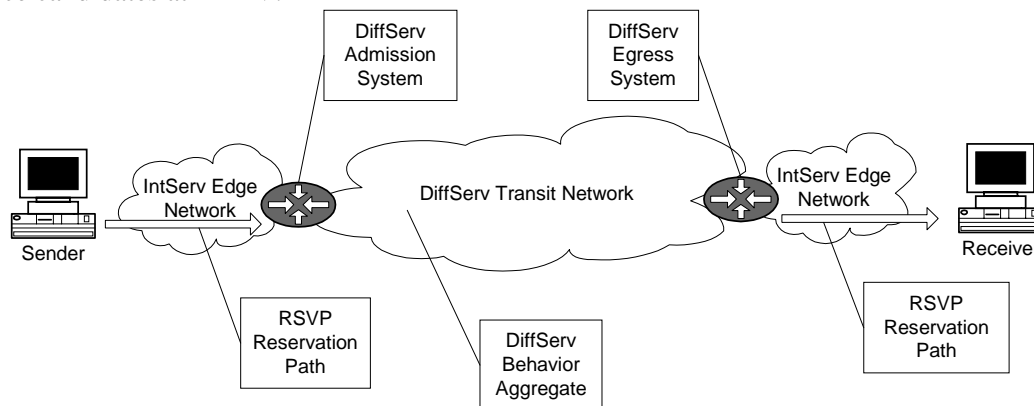 DiffServ
Admission
System
DiffServ
Egress
System
IntServ Edge
Network
DiffServ Transit Network
IntServ Edge
Network
Sender
Receive
RSVP
Reservation
Path
DiffServ
Behavior
Aggregate
RSVP
Reservation
Path